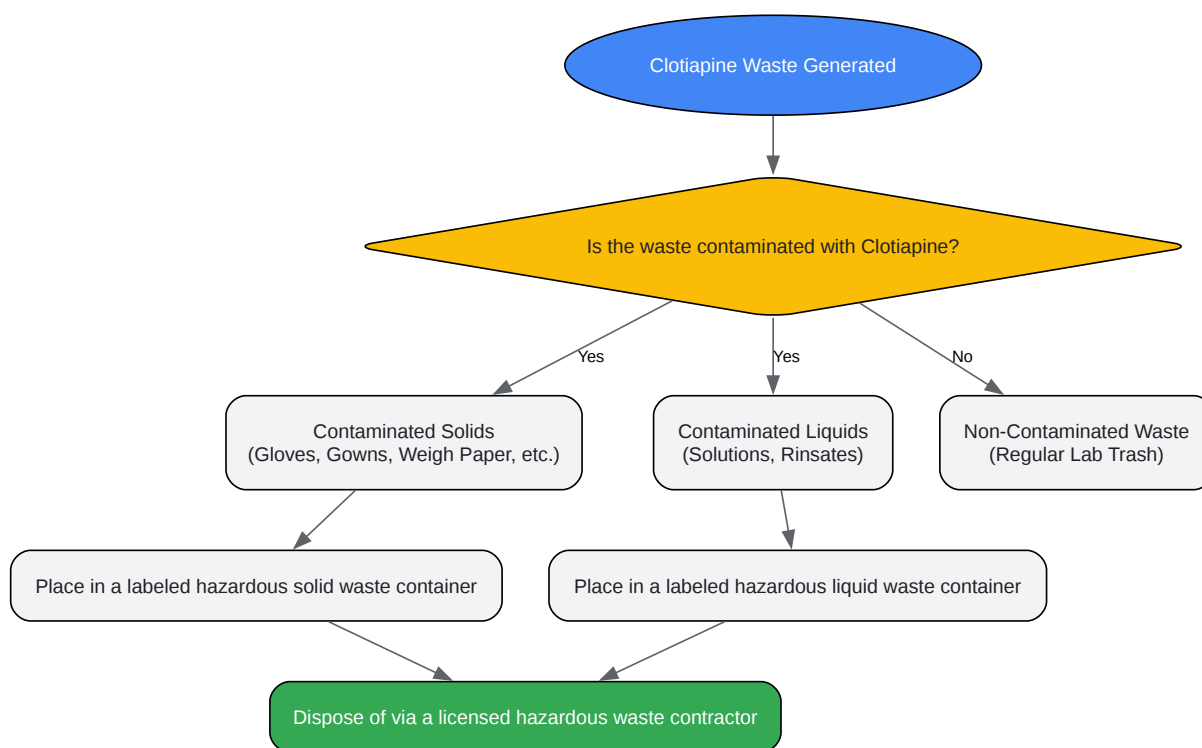 Clotiapine Waste Generated
Is the waste contaminated with Clotiapine?
Yes
Yes
No
Contaminated Solids
(Gloves, Gowns, Weigh Paper, etc.)
Contaminated Liquids
(Solutions, Rinsates)
Non-Contaminated Waste
(Regular Lab Trash)
Place in a labeled hazardous solid waste container
Place in a labeled hazardous liquid waste container
Dispose of via a licensed hazardous waste contractor